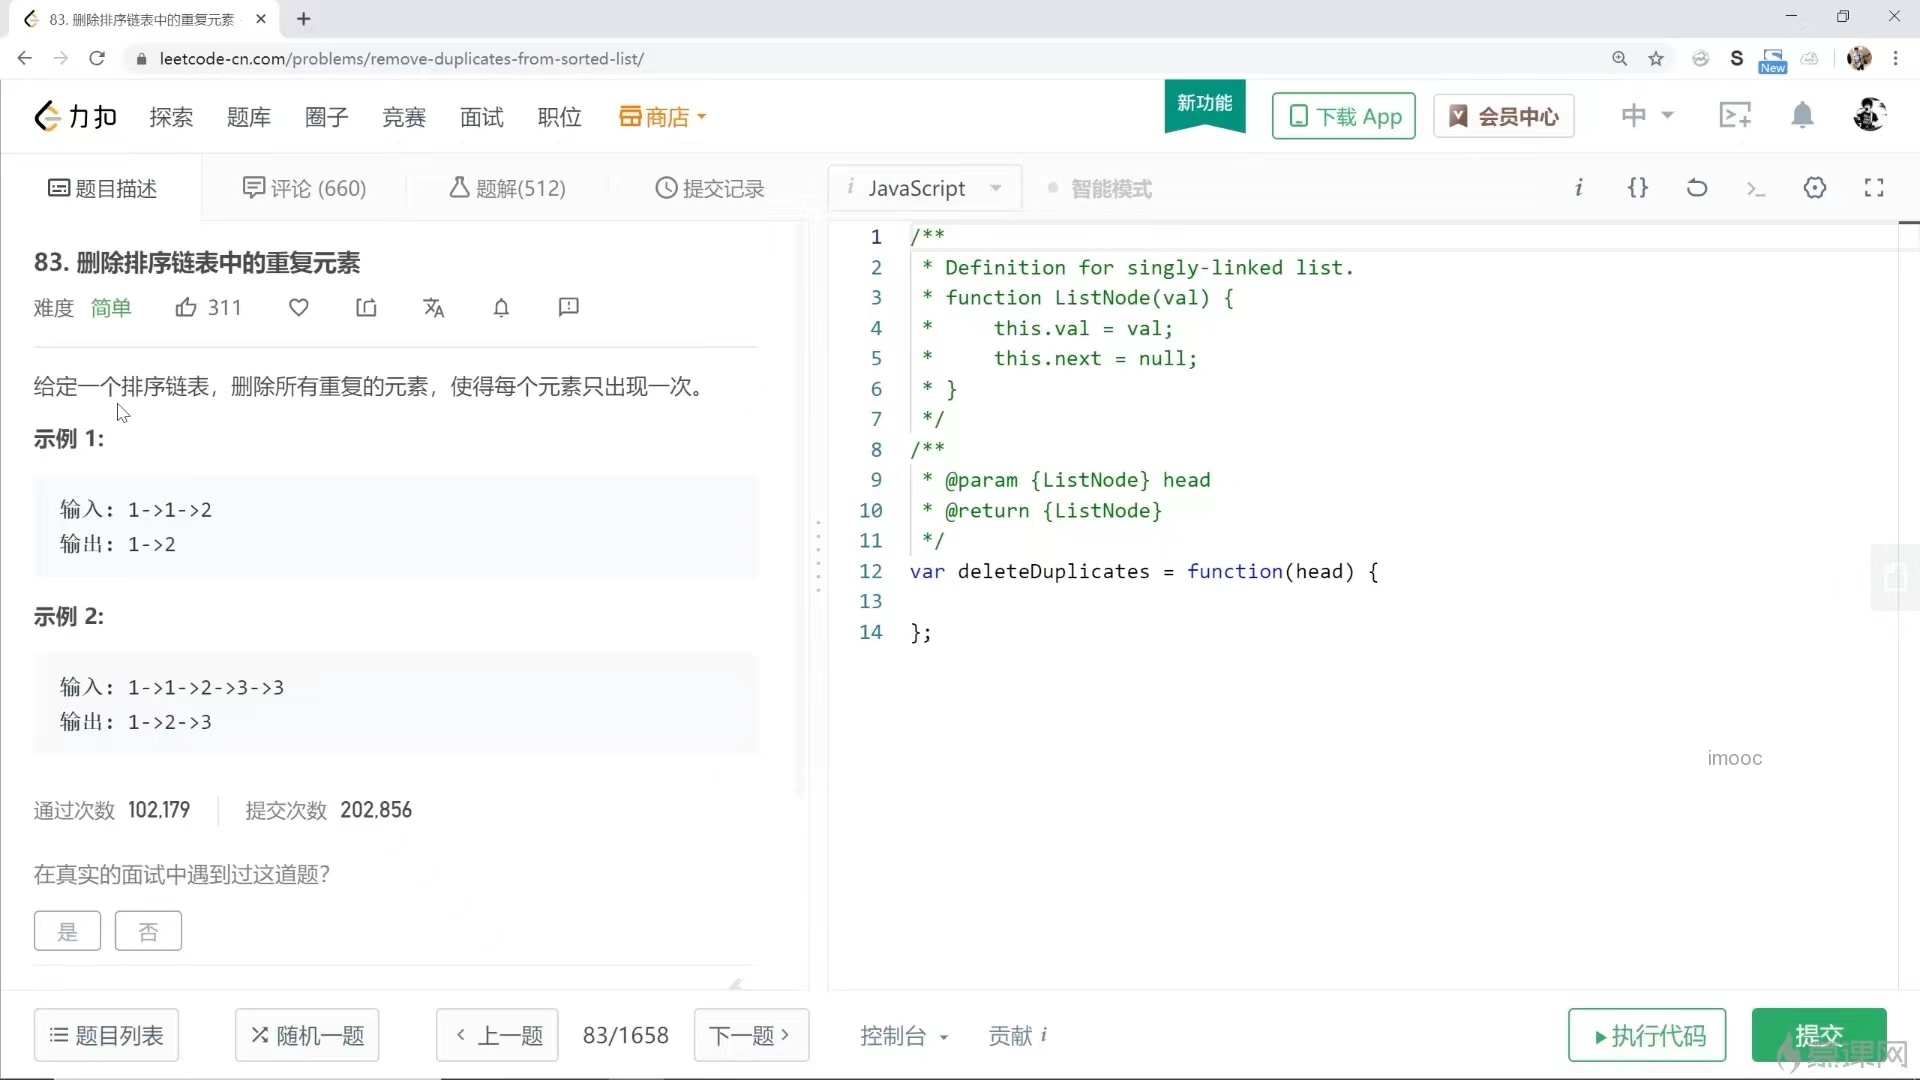 83. 删除排序链表中的重复元素
leetcode-cn.com/problems/remove-duplicates-from-sorted-list/
S
New
力扣 探索 题库 圈子 竞赛 面试 职位 商店 新功能 下载 App 会员中心 中
题目描述 评论 (660) 题解(512) 提交记录
i JavaScript 智能模式 i {} >_
83. 删除排序链表中的重复元素
难度 简单 311
给定一个排序链表，删除所有重复的元素，使得每个元素只出现一次。
示例 1:
输入: 1->1->2
输出: 1->2
示例 2:
输入: 1->1->2->3->3
输出: 1->2->3
通过次数 102,179 提交次数 202,856
在真实的面试中遇到过这道题?
是 否
1 /**
2 * Definition for singly-linked list.
3 * function ListNode(val) {
4 *     this.val = val;
5 *     this.next = null;
6 * }
7 */
8 /**
9 * @param {ListNode} head
10 * @return {ListNode}
11 */
12 var deleteDuplicates = function(head) {
13
14 };
imooc
题目列表 随机一题 上一题 83/1658 下一题 控制台 贡献 i 执行代码 提交
慕课网